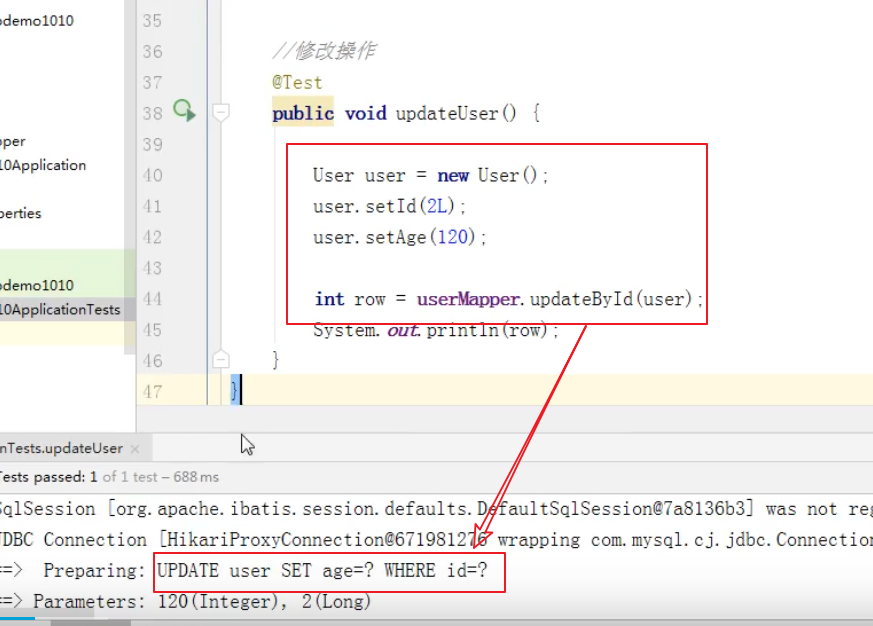 odemo1010
per
10Application
perties
odemo1010
10ApplicationTests
35
36 //修改操作
37 @Test
38 public void updateUser() {
39
40 User user = new User();
41 user.setId(2L);
42 user.setAge(120);
43
44 int row = userMapper.updateById(user);
45 System.out.println(row);
46 }
47 }
nTests.updateUser ×
Tests passed: 1 of 1 test – 688 ms
SqlSession [org.apache.ibatis.session.defaults.DefaultSqlSession@7a8136b3] was not reg
JDBC Connection [HikariProxyConnection@671981276 wrapping com.mysql.cj.jdbc.Connection
==> Preparing: UPDATE user SET age=? WHERE id=?
==> Parameters: 120(Integer), 2(Long)